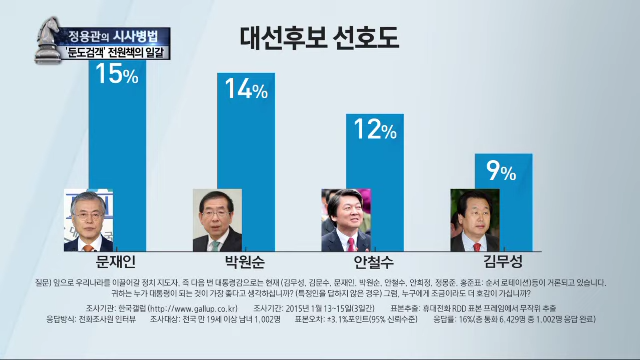 정용관의 시사병법
'둔도검객' 전원책의 일갈
대선후보 선호도
15%
14%
12%
9%
문재인
박원순
안철수
김무성
질문) 앞으로 우리나라를 이끌어갈 정치 지도자, 즉 다음 번 대통령감으로는 현재 (김무성, 김문수, 문재인, 박원순, 안철수, 안희정, 정몽준, 홍준표: 순서 로테이션)등이 거론되고 있습니다.
귀하는 누가 대통령이 되는 것이 가장 좋다고 생각하십니까? (특정인을 답하지 않은 경우) 그럼, 누구에게 조금이라도 더 호감이 가십니까?
조사기관: 한국갤럽 (http://www.gallup.co.kr) 조사기간: 2015년 1월 13~15일(3일간) 표본추출: 휴대전화 RDD 표본 프레임에서 무작위 추출
응답방식: 전화조사원 인터뷰 조사대상: 전국 만 19세 이상 남녀 1,002명 표본오차: ±3.1%포인트(95% 신뢰수준) 응답률: 16%(총 통화 6,429명 중 1,002명 응답 완료)